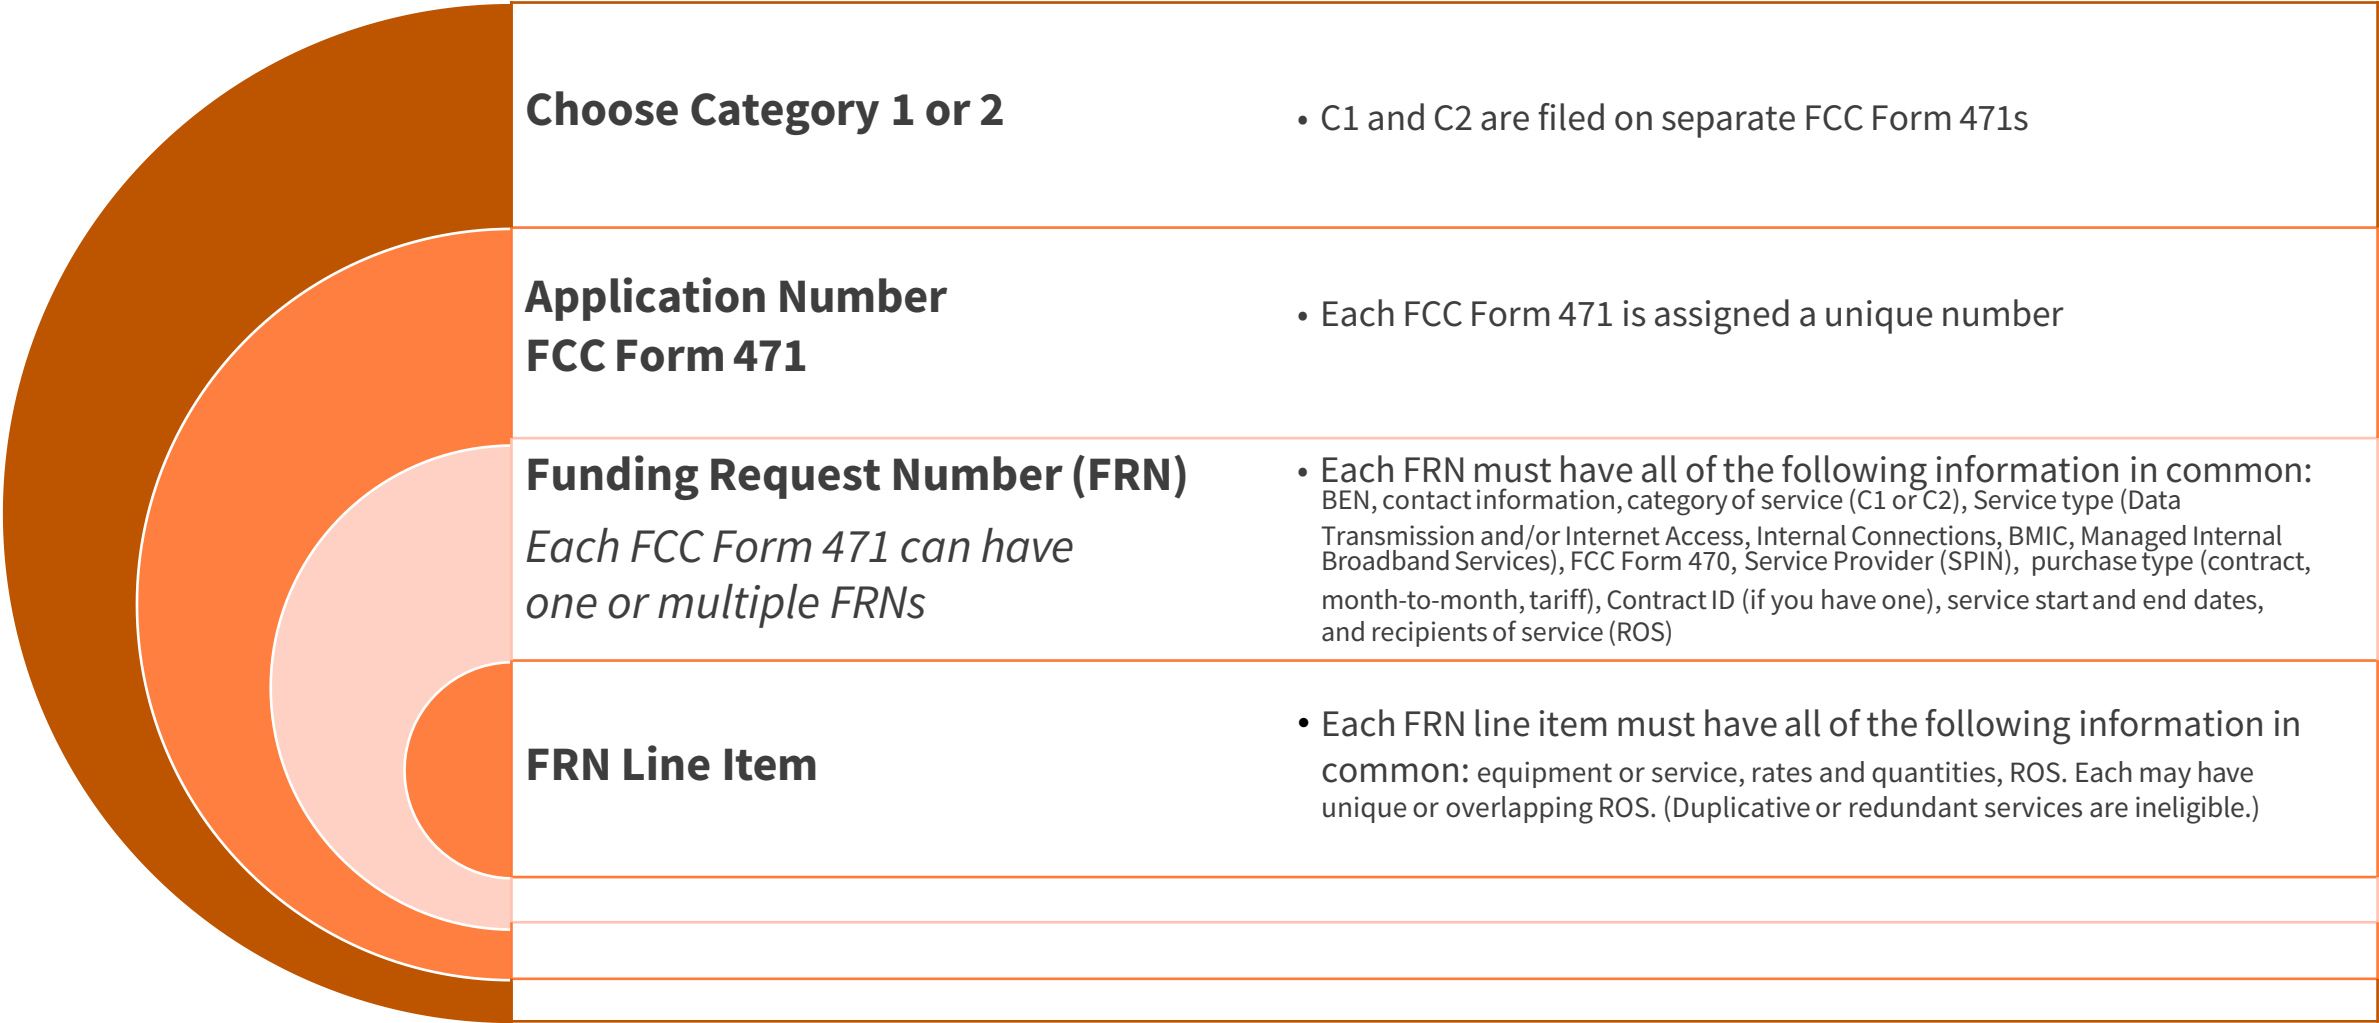 Choose Category 1 or 2
• C1 and C2 are filed on separate FCC Form 471s
Application Number
FCC Form 471
• Each FCC Form 471 is assigned a unique number
Funding Request Number (FRN)
Each FCC Form 471 can have
one or multiple FRNs
• Each FRN must have all of the following information in common:
BEN, contact information, category of service (C1 or C2), Service type (Data
Transmission and/or Internet Access, Internal Connections, BMIC, Managed Internal
Broadband Services), FCC Form 470, Service Provider (SPIN), purchase type (contract,
month-to-month, tariff), Contract ID (if you have one), service start and end dates,
and recipients of service (ROS)
FRN Line Item
• Each FRN line item must have all of the following information in
common: equipment or service, rates and quantities, ROS. Each may have
unique or overlapping ROS. (Duplicative or redundant services are ineligible.)